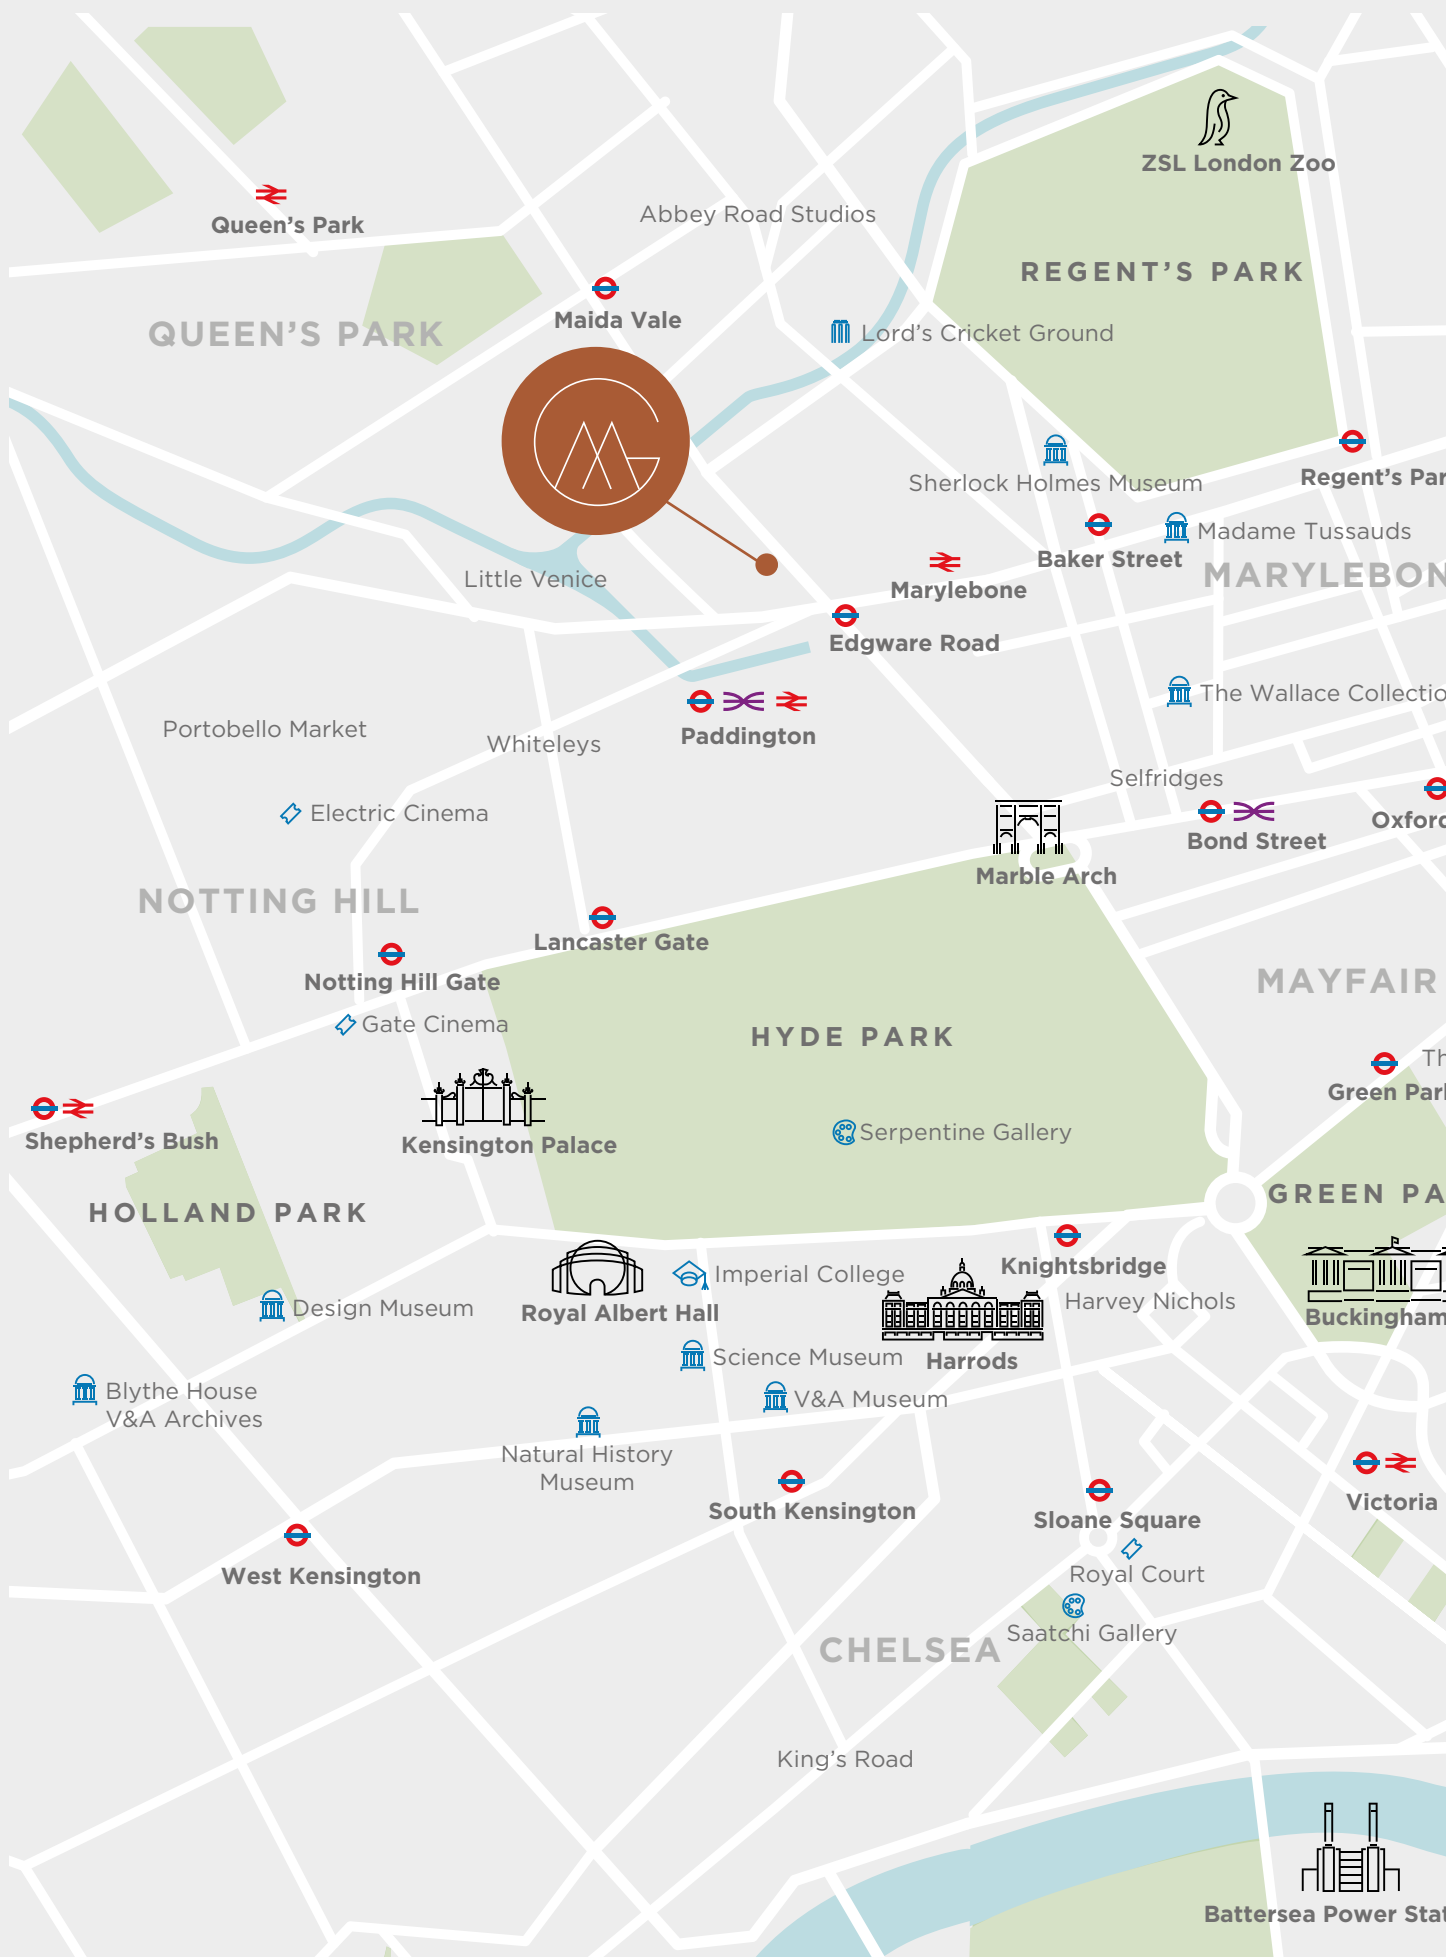 ZSL London Zoo
Queen’s Park
Abbey Road Studios
REGENT’S PARK
Maida Vale
QUEEN’S PARK
Lord’s Cricket Ground
Sherlock Holmes Museum
Regent’s Par
Madame Tussauds
Baker Street
MARYLEBON
Little Venice
Marylebone
Edgware Road
The Wallace Collectio
Portobello Market
Whiteleys
Paddington
Selfridges
Electric Cinema
Oxford
Bond Street
Marble Arch
NOTTING HILL
Lancaster Gate
Notting Hill Gate
MAYFAIR
Gate Cinema
HYDE PARK
Th
Green Park
Serpentine Gallery
Shepherd’s Bush
Kensington Palace
GREEN PA
HOLLAND PARK
Knightsbridge
Imperial College
Harvey Nichols
Design Museum
Royal Albert Hall
Buckingham
Science Museum
Harrods
Blythe House
V&A Archives
V&A Museum
Natural History
Museum
South Kensington
Victoria
Sloane Square
West Kensington
Royal Court
Saatchi Gallery
CHELSEA
King’s Road
Battersea Power Stat